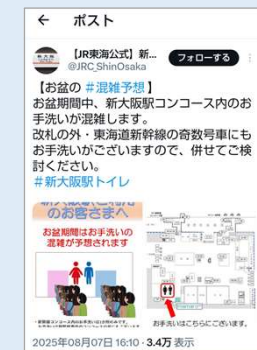 ← ポスト
【JR東海公式】新...
フォローする
@JRC_ShinOsaka
【お盆の #混雑予想】
お盆期間中、新大阪駅コンコース内のお
手洗いが混雑します。
改札の外・東海道新幹線の奇数号車にも
お手洗いがございますので、併せてご検
討ください。
#新大阪駅トイレ
のお客さまへ
お盆期間はお手洗いの
混雑が予想されます
お手洗いはこちらにございます。
2025年08月07日 16:10・3.4万 表示